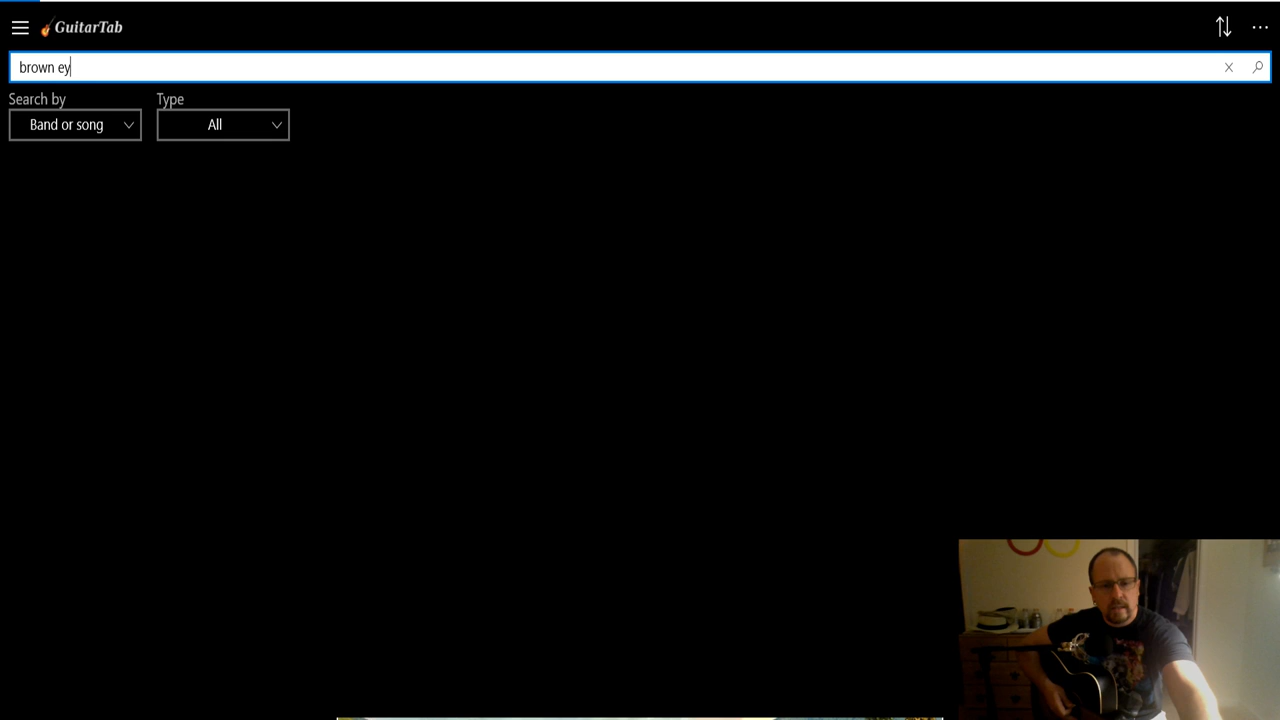 GuitarTab
brown ey
Search by
Type
Band or song
All